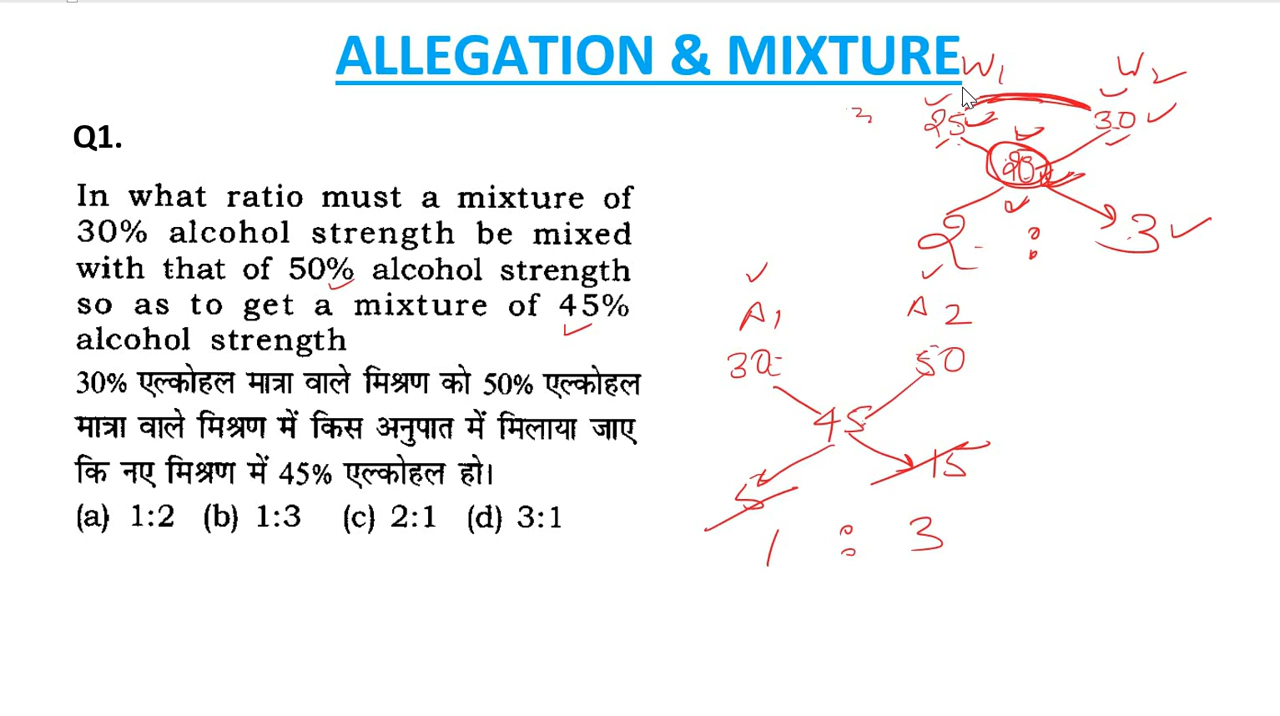 ALLEGATION & MIXTURE
W1 W2
25 30
28
2 : 3
Q1.
In what ratio must a mixture of
30% alcohol strength be mixed
with that of 50% alcohol strength
so as to get a mixture of 45%
alcohol strength
30% एल्कोहल मात्रा वाले मिश्रण को 50% एल्कोहल
मात्रा वाले मिश्रण में किस अनुपात में मिलाया जाए
कि नए मिश्रण में 45% एल्कोहल हो।
(a) 1:2 (b) 1:3 (c) 2:1 (d) 3:1
A1 A2
30 50
45
5 15
1 : 3